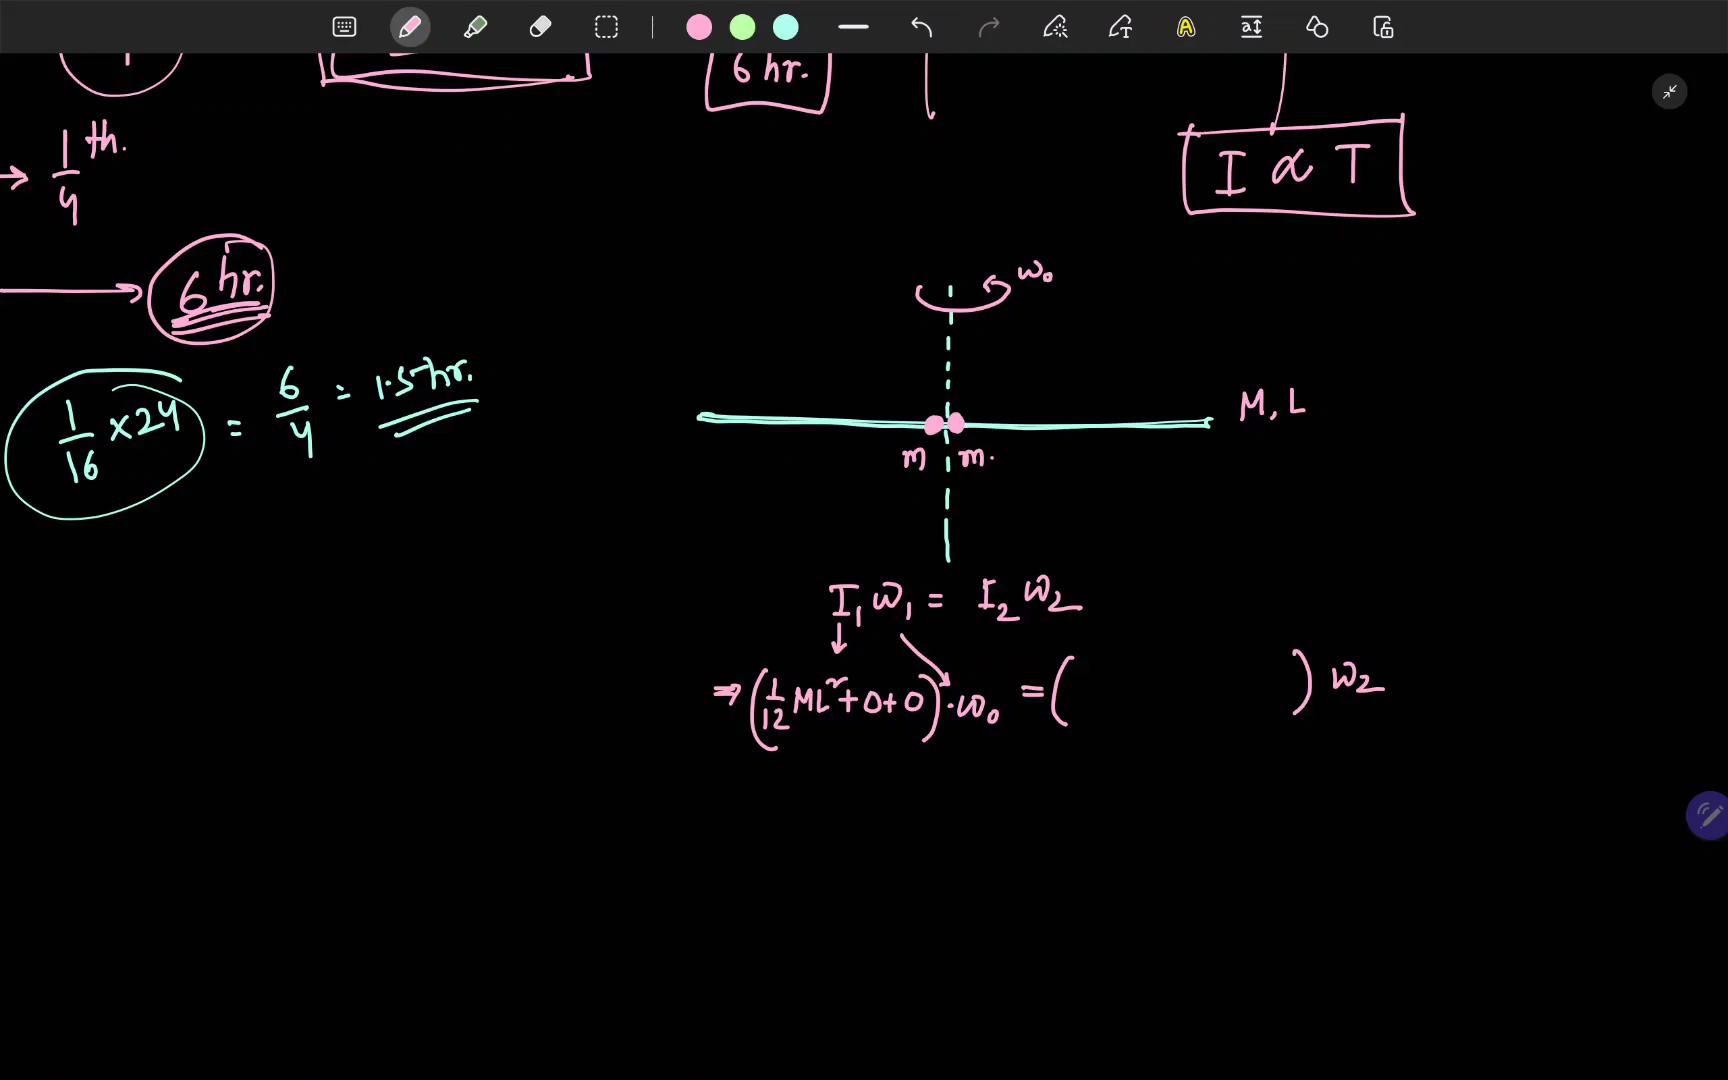 6 hr.
1/4 th.
I ∝ T
→ 6 hr.
ω₀
1/16 × 24 = 6/4 = 1.5 hr.
M, L
m m.
I₁ω₁ = I₂ω₂
⇒ (1/12 ML² + 0 + 0) · ω₀ = ( ) ω₂